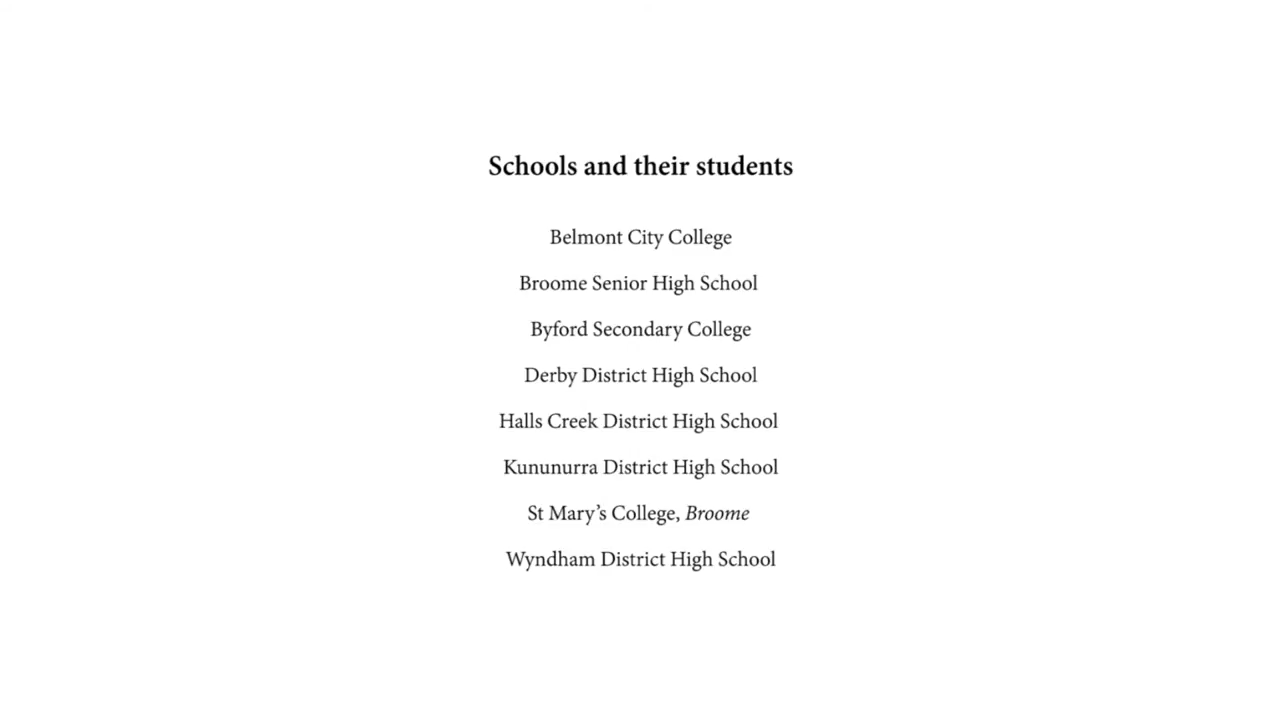 Schools and their students
Belmont City College
Broome Senior High School
Byford Secondary College
Derby District High School
Halls Creek District High School
Kununurra District High School
St Mary’s College, Broome
Wyndham District High School